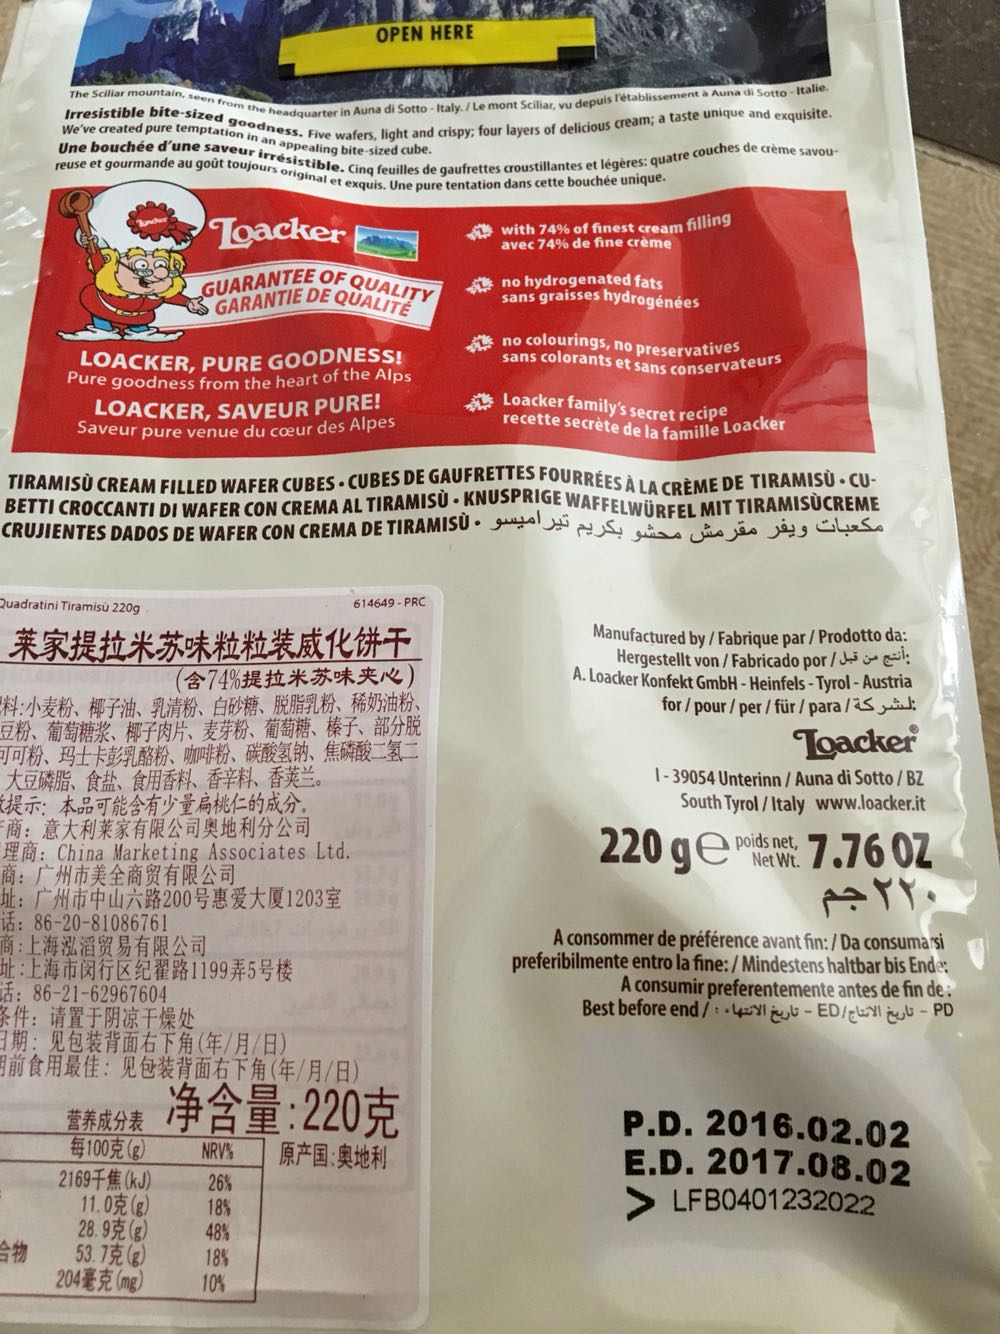 OPEN HERE
The Sciliar mountain, seen from the headquarter in Auna di Sotto - Italy. / Le mont Sciliar, vu depuis l'établissement à Auna di Sotto - Italie.
Irresistible bite-sized goodness. Five wafers, light and crispy; four layers of delicious cream; a taste unique and exquisite.
We've created pure temptation in an appealing bite-sized cube.
Une bouchée d'une saveur irrésistible. Cinq feuilles de gaufrettes croustillantes et légères: quatre couches de crème savou-
reuse et gourmande au goût toujours original et exquis. Une pure tentation dans cette bouchée unique.
Loacker
Loacker
GUARANTEE OF QUALITY
GARANTIE DE QUALITÉ
LOACKER, PURE GOODNESS!
Pure goodness from the heart of the Alps
LOACKER, SAVEUR PURE!
Saveur pure venue du cœur des Alpes
with 74% of finest cream filling
avec 74% de fine crème
no hydrogenated fats
sans graisses hydrogénées
no colourings, no preservatives
sans colorants et sans conservateurs
Loacker family's secret recipe
recette secrète de la famille Loacker
TIRAMISÙ CREAM FILLED WAFER CUBES • CUBES DE GAUFRETTES FOURRÉES À LA CRÈME DE TIRAMISÙ • CU-
BETTI CROCCANTI DI WAFER CON CREMA AL TIRAMISÙ • KNUSPRIGE WAFFELWÜRFEL MIT TIRAMISÙCREME
CRUJIENTES DADOS DE WAFER CON CREMA DE TIRAMISÙ • مكعبات ويفر مقرمش محشو بكريم تيراميسو
Quadratini Tiramisù 220g
614649 - PRC
莱家提拉米苏味粒粒装威化饼干
(含74%提拉米苏味夹心)
料:小麦粉、椰子油、乳清粉、白砂糖、脱脂乳粉、稀奶油粉、
豆粉、葡萄糖浆、椰子肉片、麦芽粉、葡萄糖、榛子、部分脱
可可粉、玛士卡彭乳酪粉、咖啡粉、碳酸氢钠、焦磷酸二氢二
大豆磷脂、食盐、食用香料、香辛料、香荚兰。
提示: 本品可能含有少量扁桃仁的成分。
商: 意大利莱家有限公司奥地利分公司
理商: China Marketing Associates Ltd.
商: 广州市美全商贸有限公司
址: 广州市中山六路200号惠爱大厦1203室
话: 86-20-81086761
商:上海泓滔贸易有限公司
址:上海市闵行区纪翟路1199弄5号楼
话: 86-21-62967604
条件: 请置于阴凉干燥处
日期: 见包装背面右下角(年/月/日)
前食用最佳: 见包装背面右下角(年/月/日)
净含量:220克
营养成分表
每100克(g) NRV%
原产国:奥地利
2169千焦(kJ) 26%
11.0克(g) 18%
28.9克(g) 48%
合物 53.7克(g) 18%
204毫克(mg) 10%
Manufactured by / Fabrique par / Prodotto da:
Hergestellt von / Fabricado por / أنتج من قبل:
A. Loacker Konfekt GmbH - Heinfels - Tyrol - Austria
for / pour / per / für / para / لشركة:
Loacker®
I - 39054 Unterinn / Auna di Sotto / BZ
South Tyrol / Italy www.loacker.it
220 g e poids net, Net Wt. 7.76 OZ
٢٢٠ جم
A consommer de préférence avant fin: / Da consumarsi
preferibilmente entro la fine: / Mindestens haltbar bis Ende:
A consumir preferentemente antes de fin de :
Best before end / : تاريخ الانتهاء - ED/تاريخ الانتاج - PD
P.D. 2016.02.02
E.D. 2017.08.02
> LFB0401232022